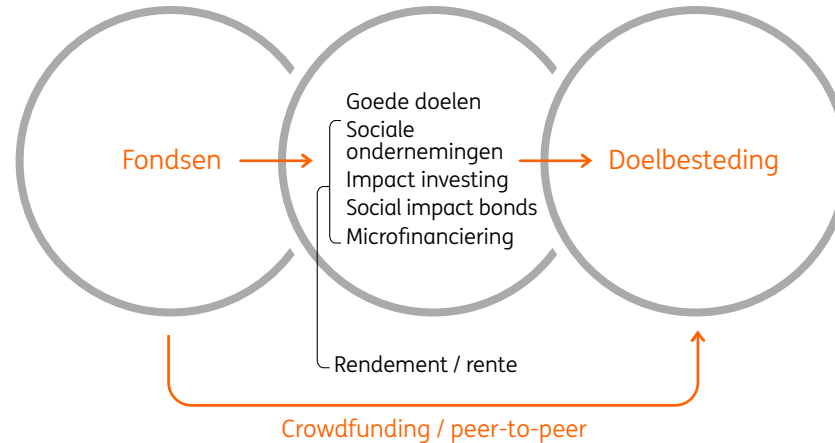 Fondsen
Goede doelen
Sociale
ondernemingen
Impact investing
Social impact bonds
Microfinanciering
Doelbesteding
Rendement / rente
Crowdfunding / peer-to-peer